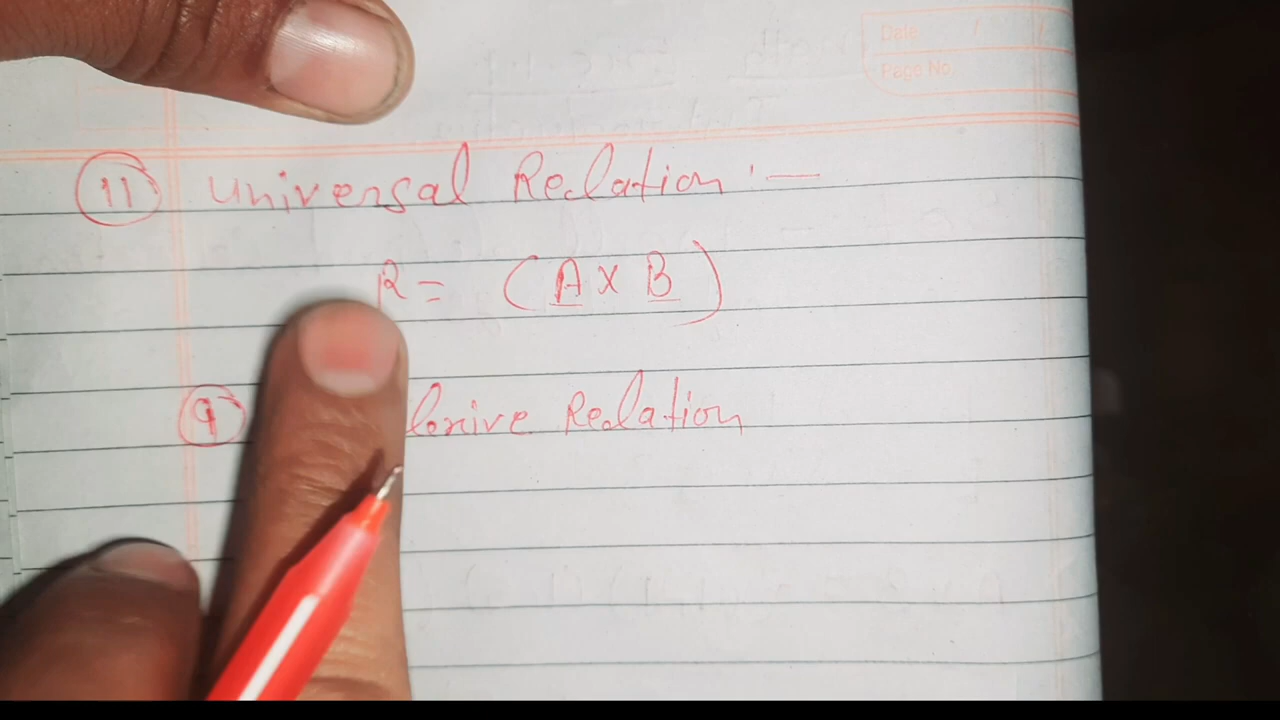 Date / /
Page No.
(11) Universal Relation :—
R = (A x B)
(9) lexive Relation